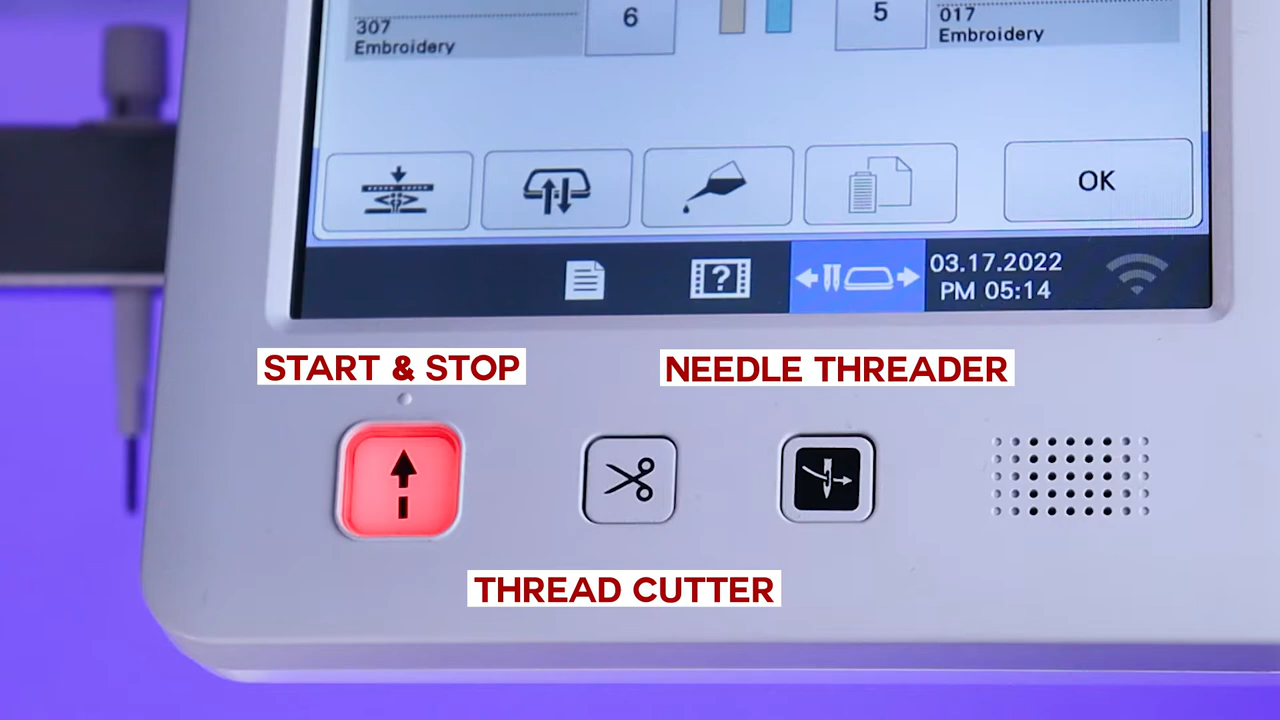 6
5
307
Embroidery
017
Embroidery
OK
?
03.17.2022
PM 05:14
START & STOP
NEEDLE THREADER
THREAD CUTTER